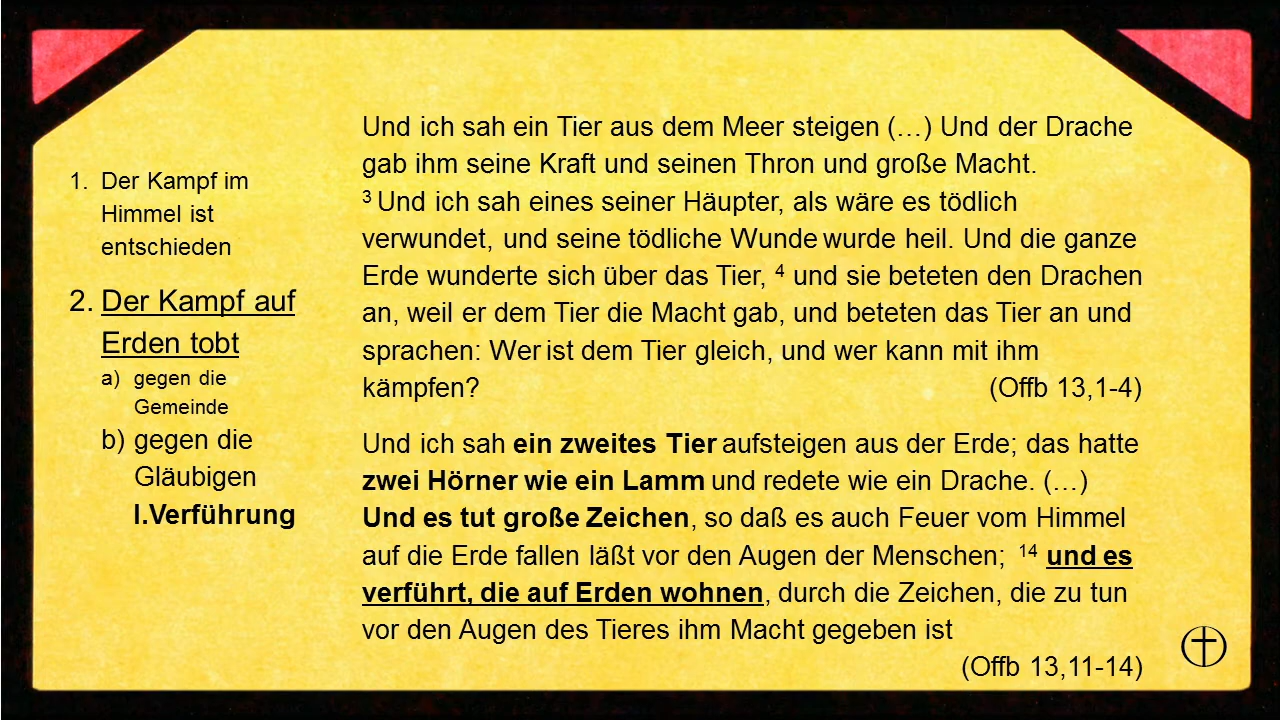 1. Der Kampf im
Himmel ist
entschieden
2. Der Kampf auf
Erden tobt
a) gegen die
Gemeinde
b) gegen die
Gläubigen
I.Verführung
Und ich sah ein Tier aus dem Meer steigen (…) Und der Drache
gab ihm seine Kraft und seinen Thron und große Macht.
3 Und ich sah eines seiner Häupter, als wäre es tödlich
verwundet, und seine tödliche Wunde wurde heil. Und die ganze
Erde wunderte sich über das Tier, 4 und sie beteten den Drachen
an, weil er dem Tier die Macht gab, und beteten das Tier an und
sprachen: Wer ist dem Tier gleich, und wer kann mit ihm
kämpfen? (Offb 13,1-4)
Und ich sah ein zweites Tier aufsteigen aus der Erde; das hatte
zwei Hörner wie ein Lamm und redete wie ein Drache. (…)
Und es tut große Zeichen, so daß es auch Feuer vom Himmel
auf die Erde fallen läßt vor den Augen der Menschen; 14 und es
verführt, die auf Erden wohnen, durch die Zeichen, die zu tun
vor den Augen des Tieres ihm Macht gegeben ist
(Offb 13,11-14)